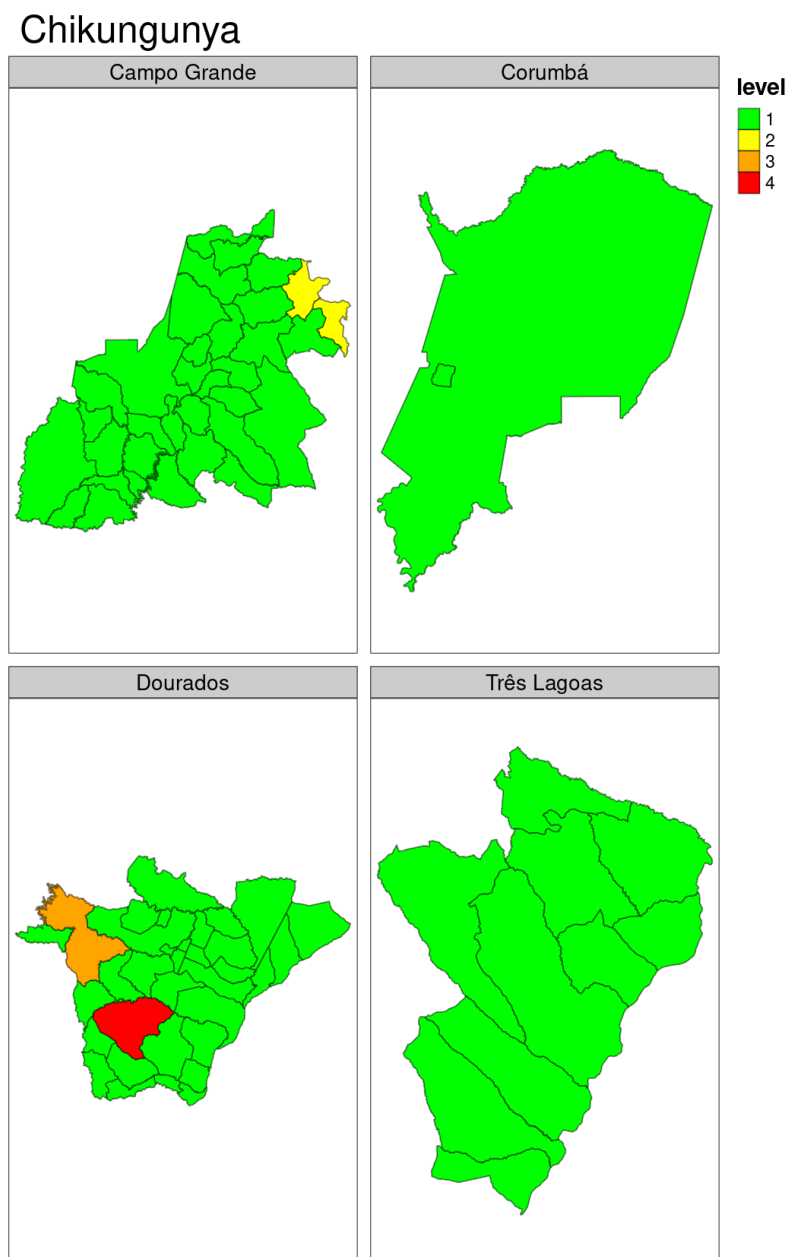 Chikungunya
Campo Grande
Corumbá
level
1
2
3
4
Dourados
Três Lagoas